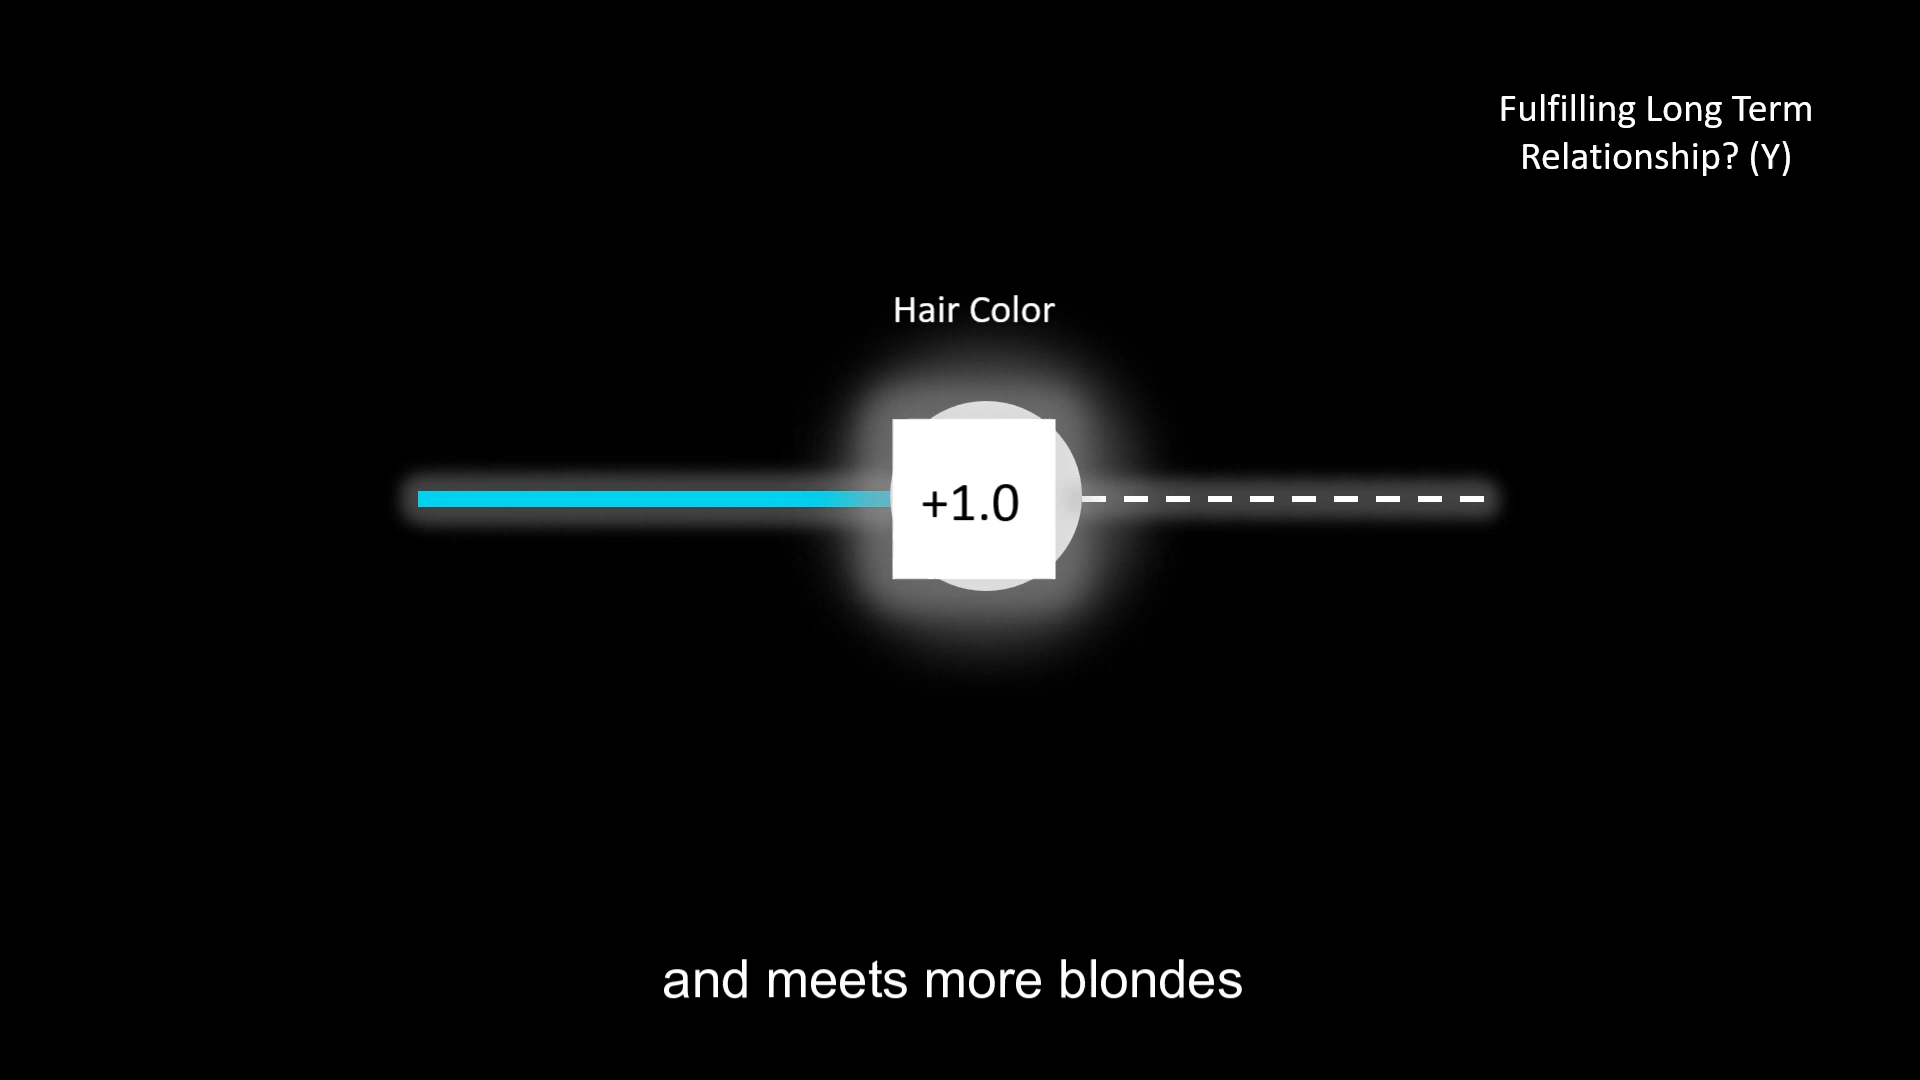 Fulfilling Long Term
Relationship? (Y)
Hair Color
+1.0
and meets more blondes